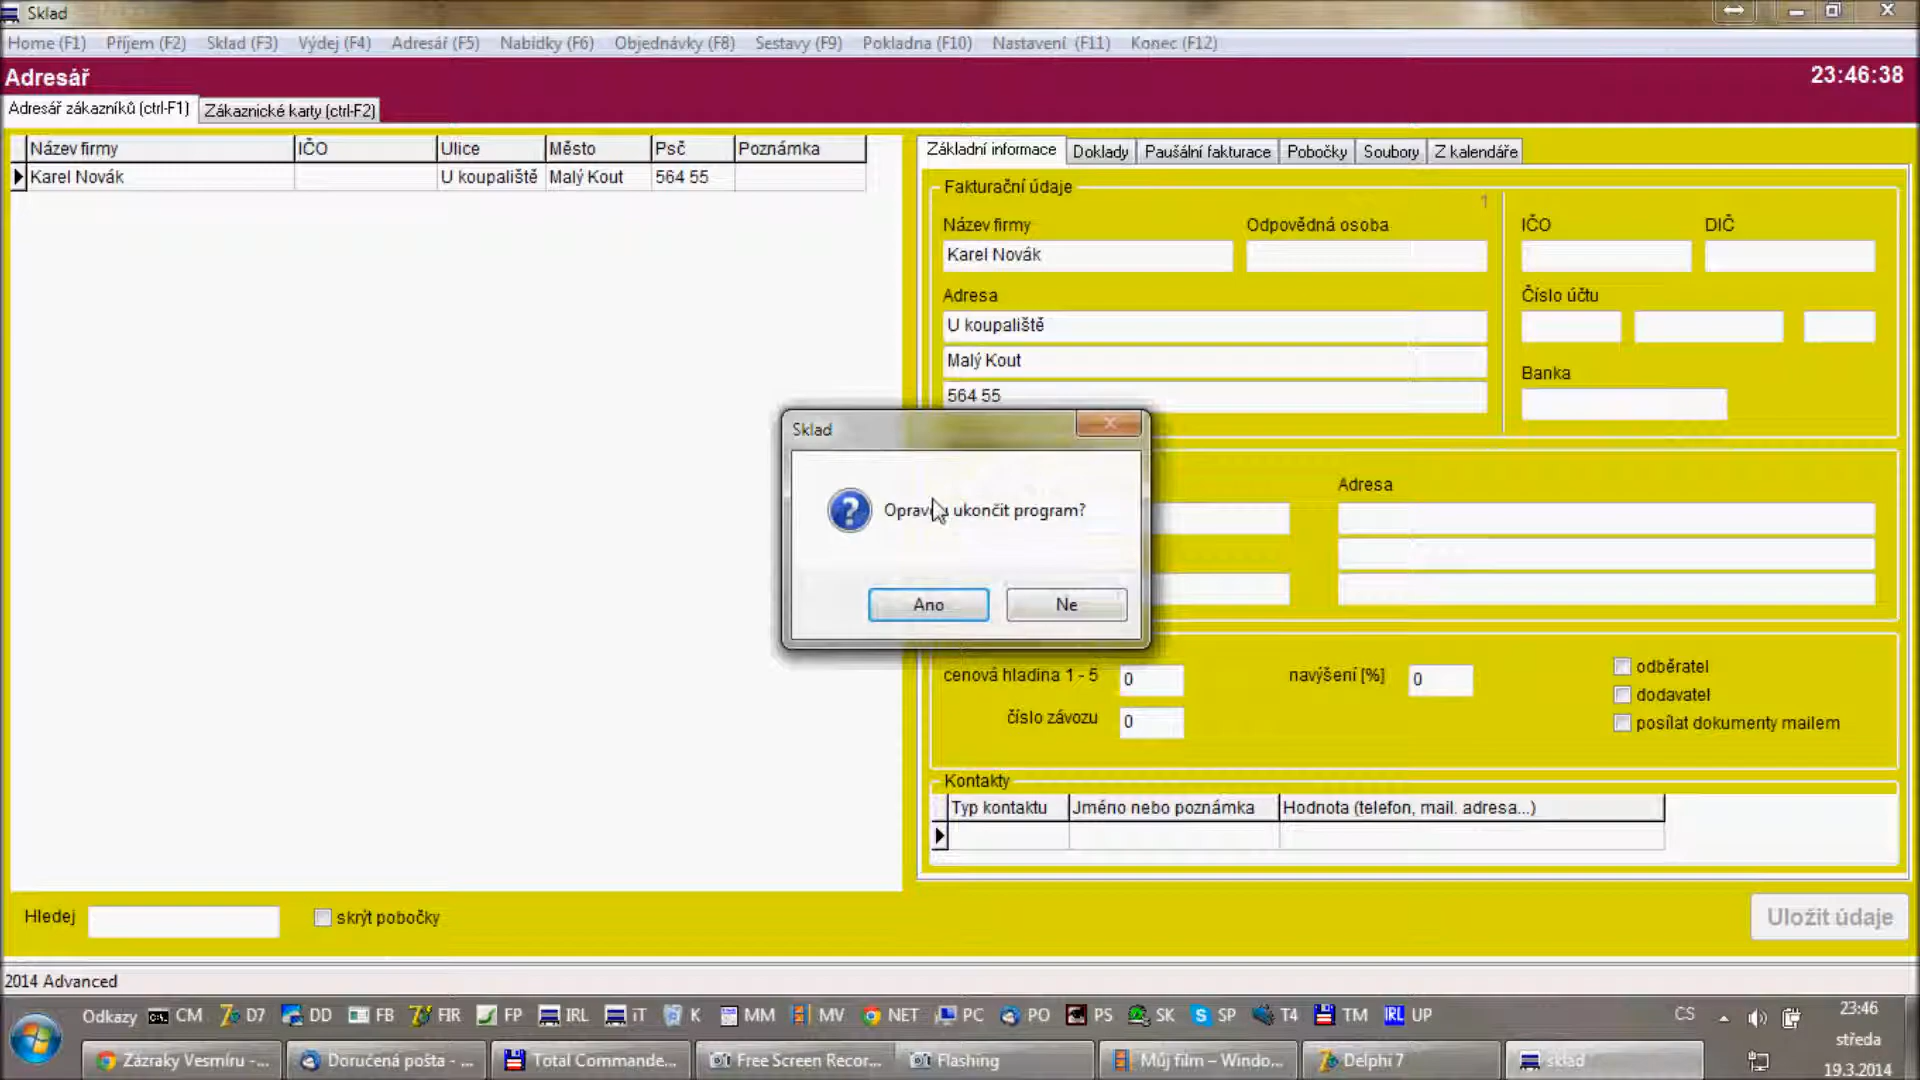 Sklad
Home (F1) Příjem (F2) Sklad (F3) Výdej (F4) Adresář (F5) Nabídky (F6) Objednávky (F8) Sestavy (F9) Pokladna (F10) Nastavení (F11) Konec (F12)
Adresář
23:46:38
Adresář zákazníků (ctrl-F1) Zákaznické karty (ctrl-F2)
Název firmy IČO Ulice Město Psč Poznámka
Karel Novák U koupaliště Malý Kout 564 55
Základní informace Doklady Paušální fakturace Pobočky Soubory Z kalendáře
Fakturační údaje
1
Název firmy Odpovědná osoba IČO DIČ
Karel Novák
Adresa Číslo účtu
U koupaliště
Malý Kout
Banka
564 55
Sklad
Adresa
ukončit program?
Ano Ne
cenová hladina 1 - 5 0 navýšení [%] 0
číslo závozu 0
odběratel
dodavatel
posílat dokumenty mailem
Kontakty
Typ kontaktu Jméno nebo poznámka Hodnota (telefon, mail. adresa...)
Hledej skrýt pobočky
Uložit údaje
2014 Advanced
Odkazy CM D7 DD FB FIR FP IRL iT K MM MV NET PC PO PS SK SP T4 TM IRL UP
CS
23:46
středa
19.3.2014
Zázraky Vesmíru -... Doručená pošta - ... Total Commande... Free Screen Recor... Flashing Můj film – Windo... Delphi 7 sklad